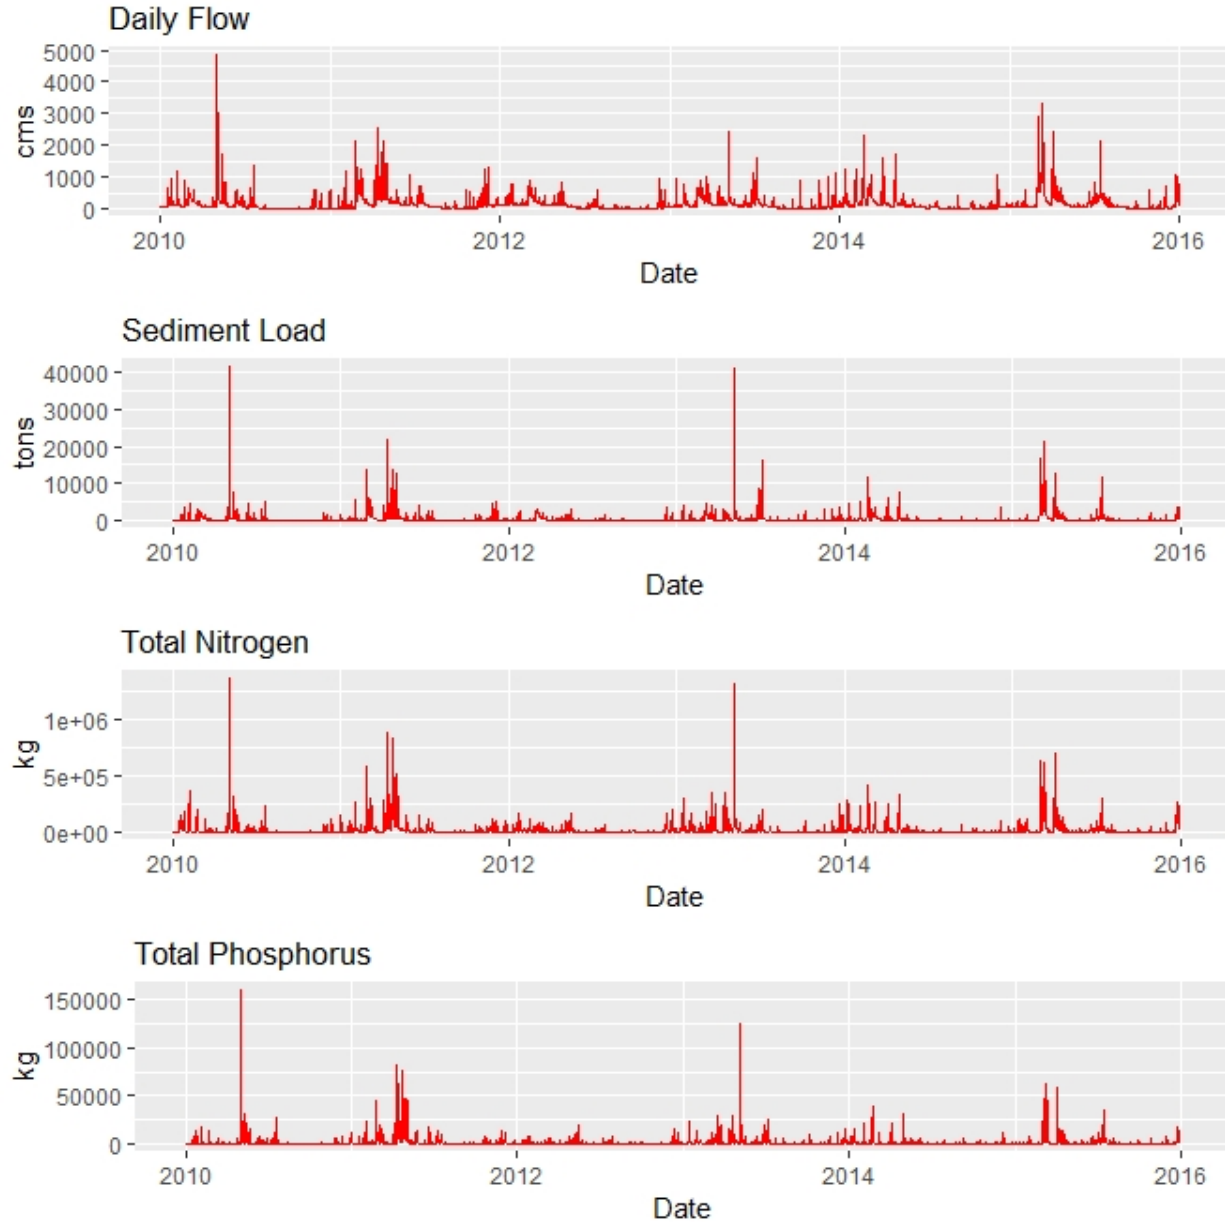 Daily Flow
5000
4000
3000
2000
1000
0
cms
2010 2012 2014 2016
Date
Sediment Load
40000
30000
20000
10000
0
tons
2010 2012 2014 2016
Date
Total Nitrogen
1e+06
5e+05
0e+00
kg
2010 2012 2014 2016
Date
Total Phosphorus
150000
100000
50000
0
kg
2010 2012 2014 2016
Date